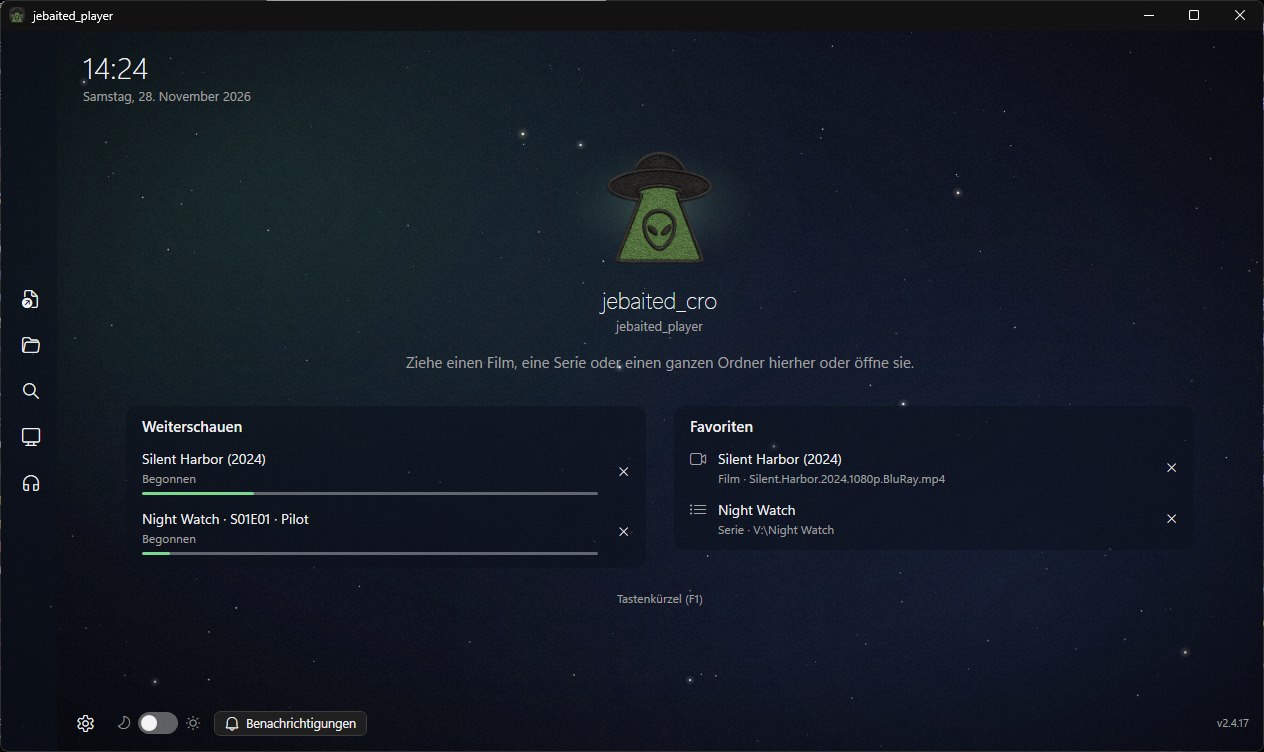 jebaited_player
14:24
Samstag, 28. November 2026
jebaited_cro
jebaited_player
Ziehe einen Film, eine Serie oder einen ganzen Ordner hierher oder öffne sie.
Weiterschauen
Silent Harbor (2024)
Begonnen
Night Watch · S01E01 · Pilot
Begonnen
Favoriten
Silent Harbor (2024)
Film · Silent.Harbor.2024.1080p.BluRay.mp4
Night Watch
Serie · V:\Night Watch
Tastenkürzel (F1)
Benachrichtigungen
v2.4.17